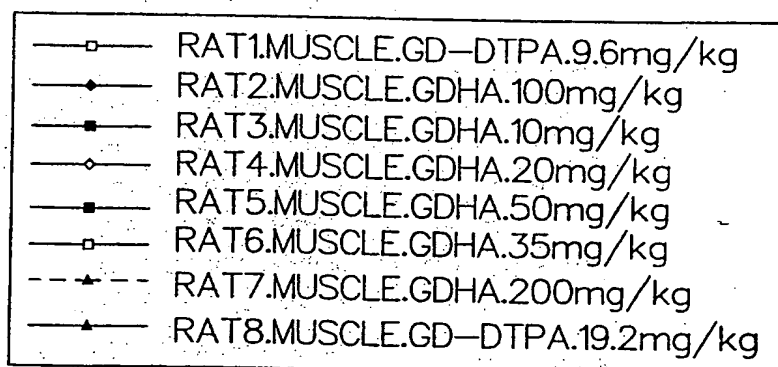 RAT1.MUSCLE.GD-DTPA.9.6mg/kg
RAT2.MUSCLE.GDHA.100mg/kg
RAT3.MUSCLE.GDHA.10mg/kg
RAT4.MUSCLE.GDHA.20mg/kg
RAT5.MUSCLE.GDHA.50mg/kg
RAT6.MUSCLE.GDHA.35mg/kg
RAT7.MUSCLE.GDHA.200mg/kg
RAT8.MUSCLE.GD-DTPA.19.2mg/kg